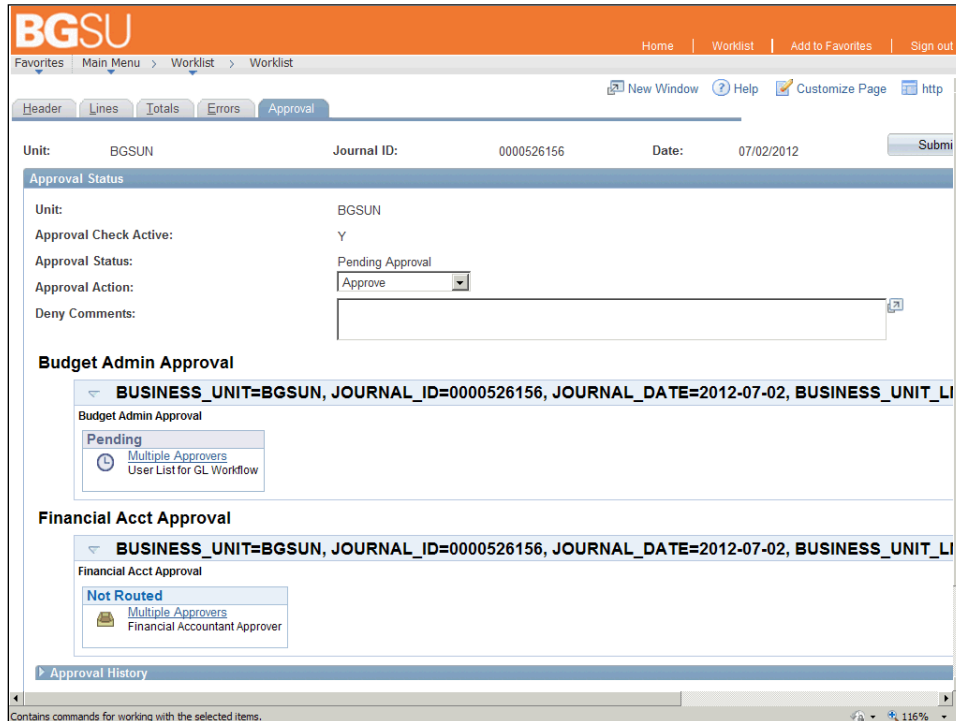 BGSU
Home | Worklist | Add to Favorites | Sign out
Favorites Main Menu > Worklist > Worklist
New Window Help Customize Page http
Header Lines Totals Errors Approval
Unit: BGSUN Journal ID: 0000526156 Date: 07/02/2012 Submi
Approval Status
Unit: BGSUN
Approval Check Active: Y
Approval Status: Pending Approval
Approval Action: Approve
Deny Comments:
Budget Admin Approval
BUSINESS_UNIT=BGSUN, JOURNAL_ID=0000526156, JOURNAL_DATE=2012-07-02, BUSINESS_UNIT_LI
Budget Admin Approval
Pending
Multiple Approvers
User List for GL Workflow
Financial Acct Approval
BUSINESS_UNIT=BGSUN, JOURNAL_ID=0000526156, JOURNAL_DATE=2012-07-02, BUSINESS_UNIT_LI
Financial Acct Approval
Not Routed
Multiple Approvers
Financial Accountant Approver
Approval History
Contains commands for working with the selected items. 116%